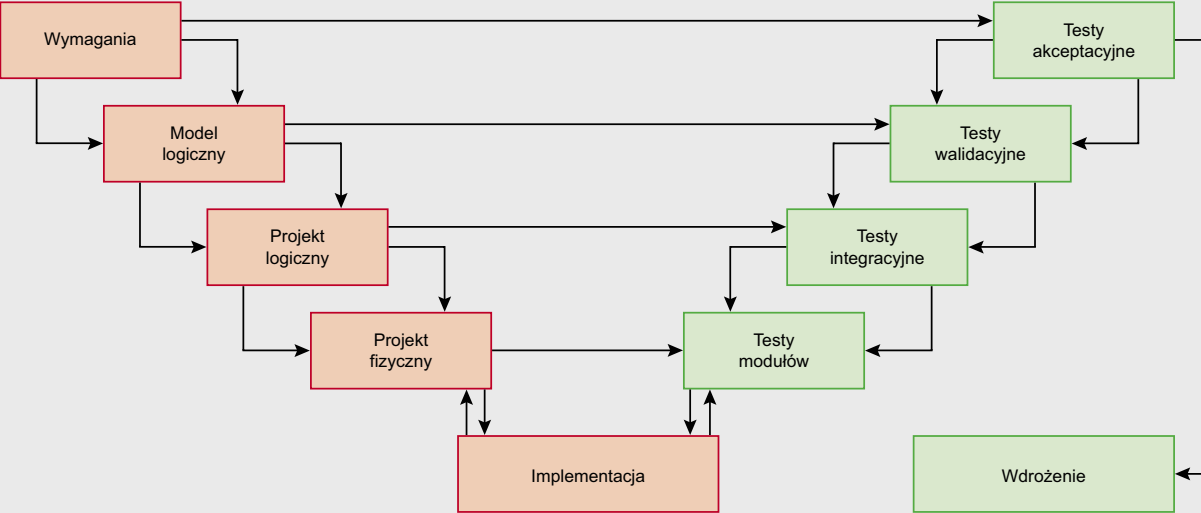 Wymagania
Testy
akceptacyjne
Model
logiczny
Testy
walidacyjne
Projekt
logiczny
Testy
integracyjne
Projekt
fizyczny
Testy
modułów
Implementacja
Wdrożenie